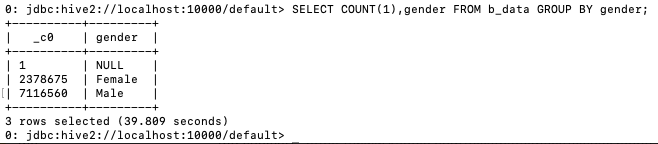 0: jdbc:hive2://localhost:10000/default> SELECT COUNT(1),gender FROM b_data GROUP BY gender;
+----------+---------+
|   _c0    | gender  |
+----------+---------+
| 1        | NULL    |
| 2378675  | Female  |
| 7116560  | Male    |
+----------+---------+
3 rows selected (39.809 seconds)
0: jdbc:hive2://localhost:10000/default>